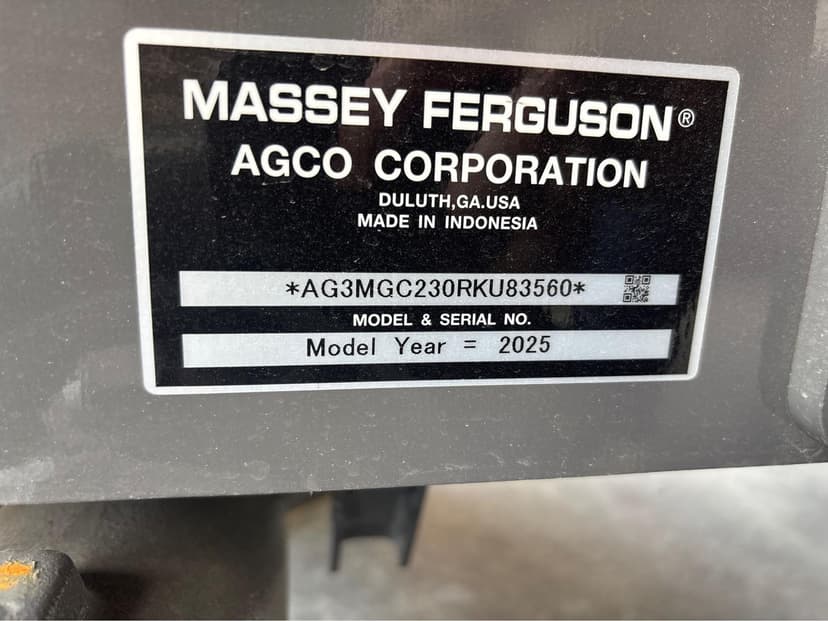 MASSEY FERGUSON®
AGCO CORPORATION
DULUTH,GA.USA
MADE IN INDONESIA
*AG3MGC230RKU83560*
MODEL & SERIAL NO.
Model Year = 2025